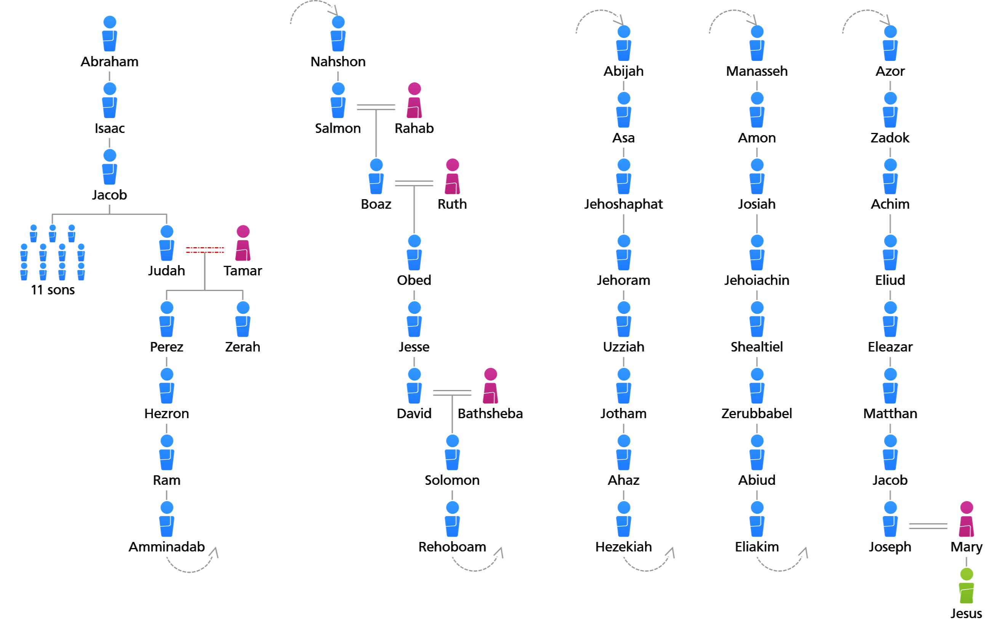 Abraham
Isaac
Jacob
11 sons
Judah
Tamar
Perez
Zerah
Hezron
Ram
Amminadab
Nahshon
Salmon
Rahab
Boaz
Ruth
Obed
Jesse
David
Bathsheba
Solomon
Rehoboam
Abijah
Asa
Jehoshaphat
Jehoram
Uzziah
Jotham
Ahaz
Hezekiah
Manasseh
Amon
Josiah
Jehoiachin
Shealtiel
Zerubbabel
Abiud
Eliakim
Azor
Zadok
Achim
Eliud
Eleazar
Matthan
Jacob
Joseph
Mary
Jesus